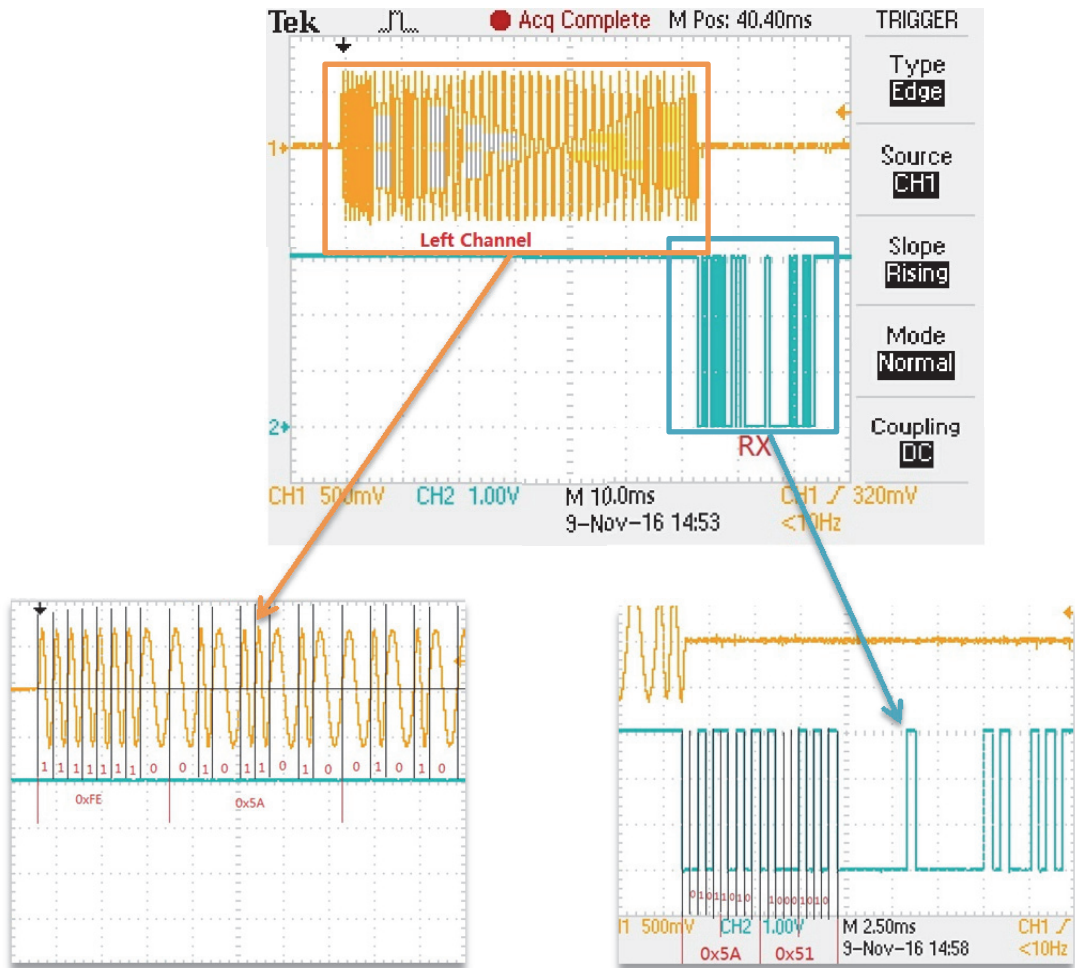 Tek Acq Complete M Pos: 40.40ms TRIGGER
Type
Edge
1
Source
CH1
Left Channel
Slope
Rising
Mode
Normal
2
RX
Coupling
DC
CH1 500mV CH2 1.00V M 10.0ms CH1 320mV
9-Nov-16 14:53 <10Hz
1 1 1 1 1 1 1 0 0 1 0 1 1 0 1 0 0 1 0 1 0
0xFE 0x5A
0 1 0 1 1 0 1 0 1 0 0 0 1 0 1 0
500mV CH2 1.00V M 2.50ms CH1
0x5A 0x51 9-Nov-16 14:58 <10Hz